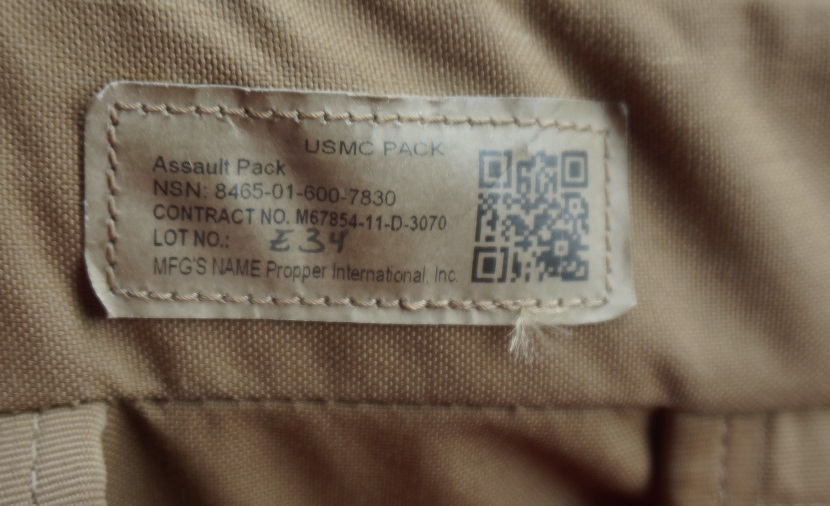 USMC PACK
Assault Pack
NSN: 8465-01-600-7830
CONTRACT NO. M67854-11-D-3070
LOT NO.: E34
MFG'S NAME Propper International, Inc.